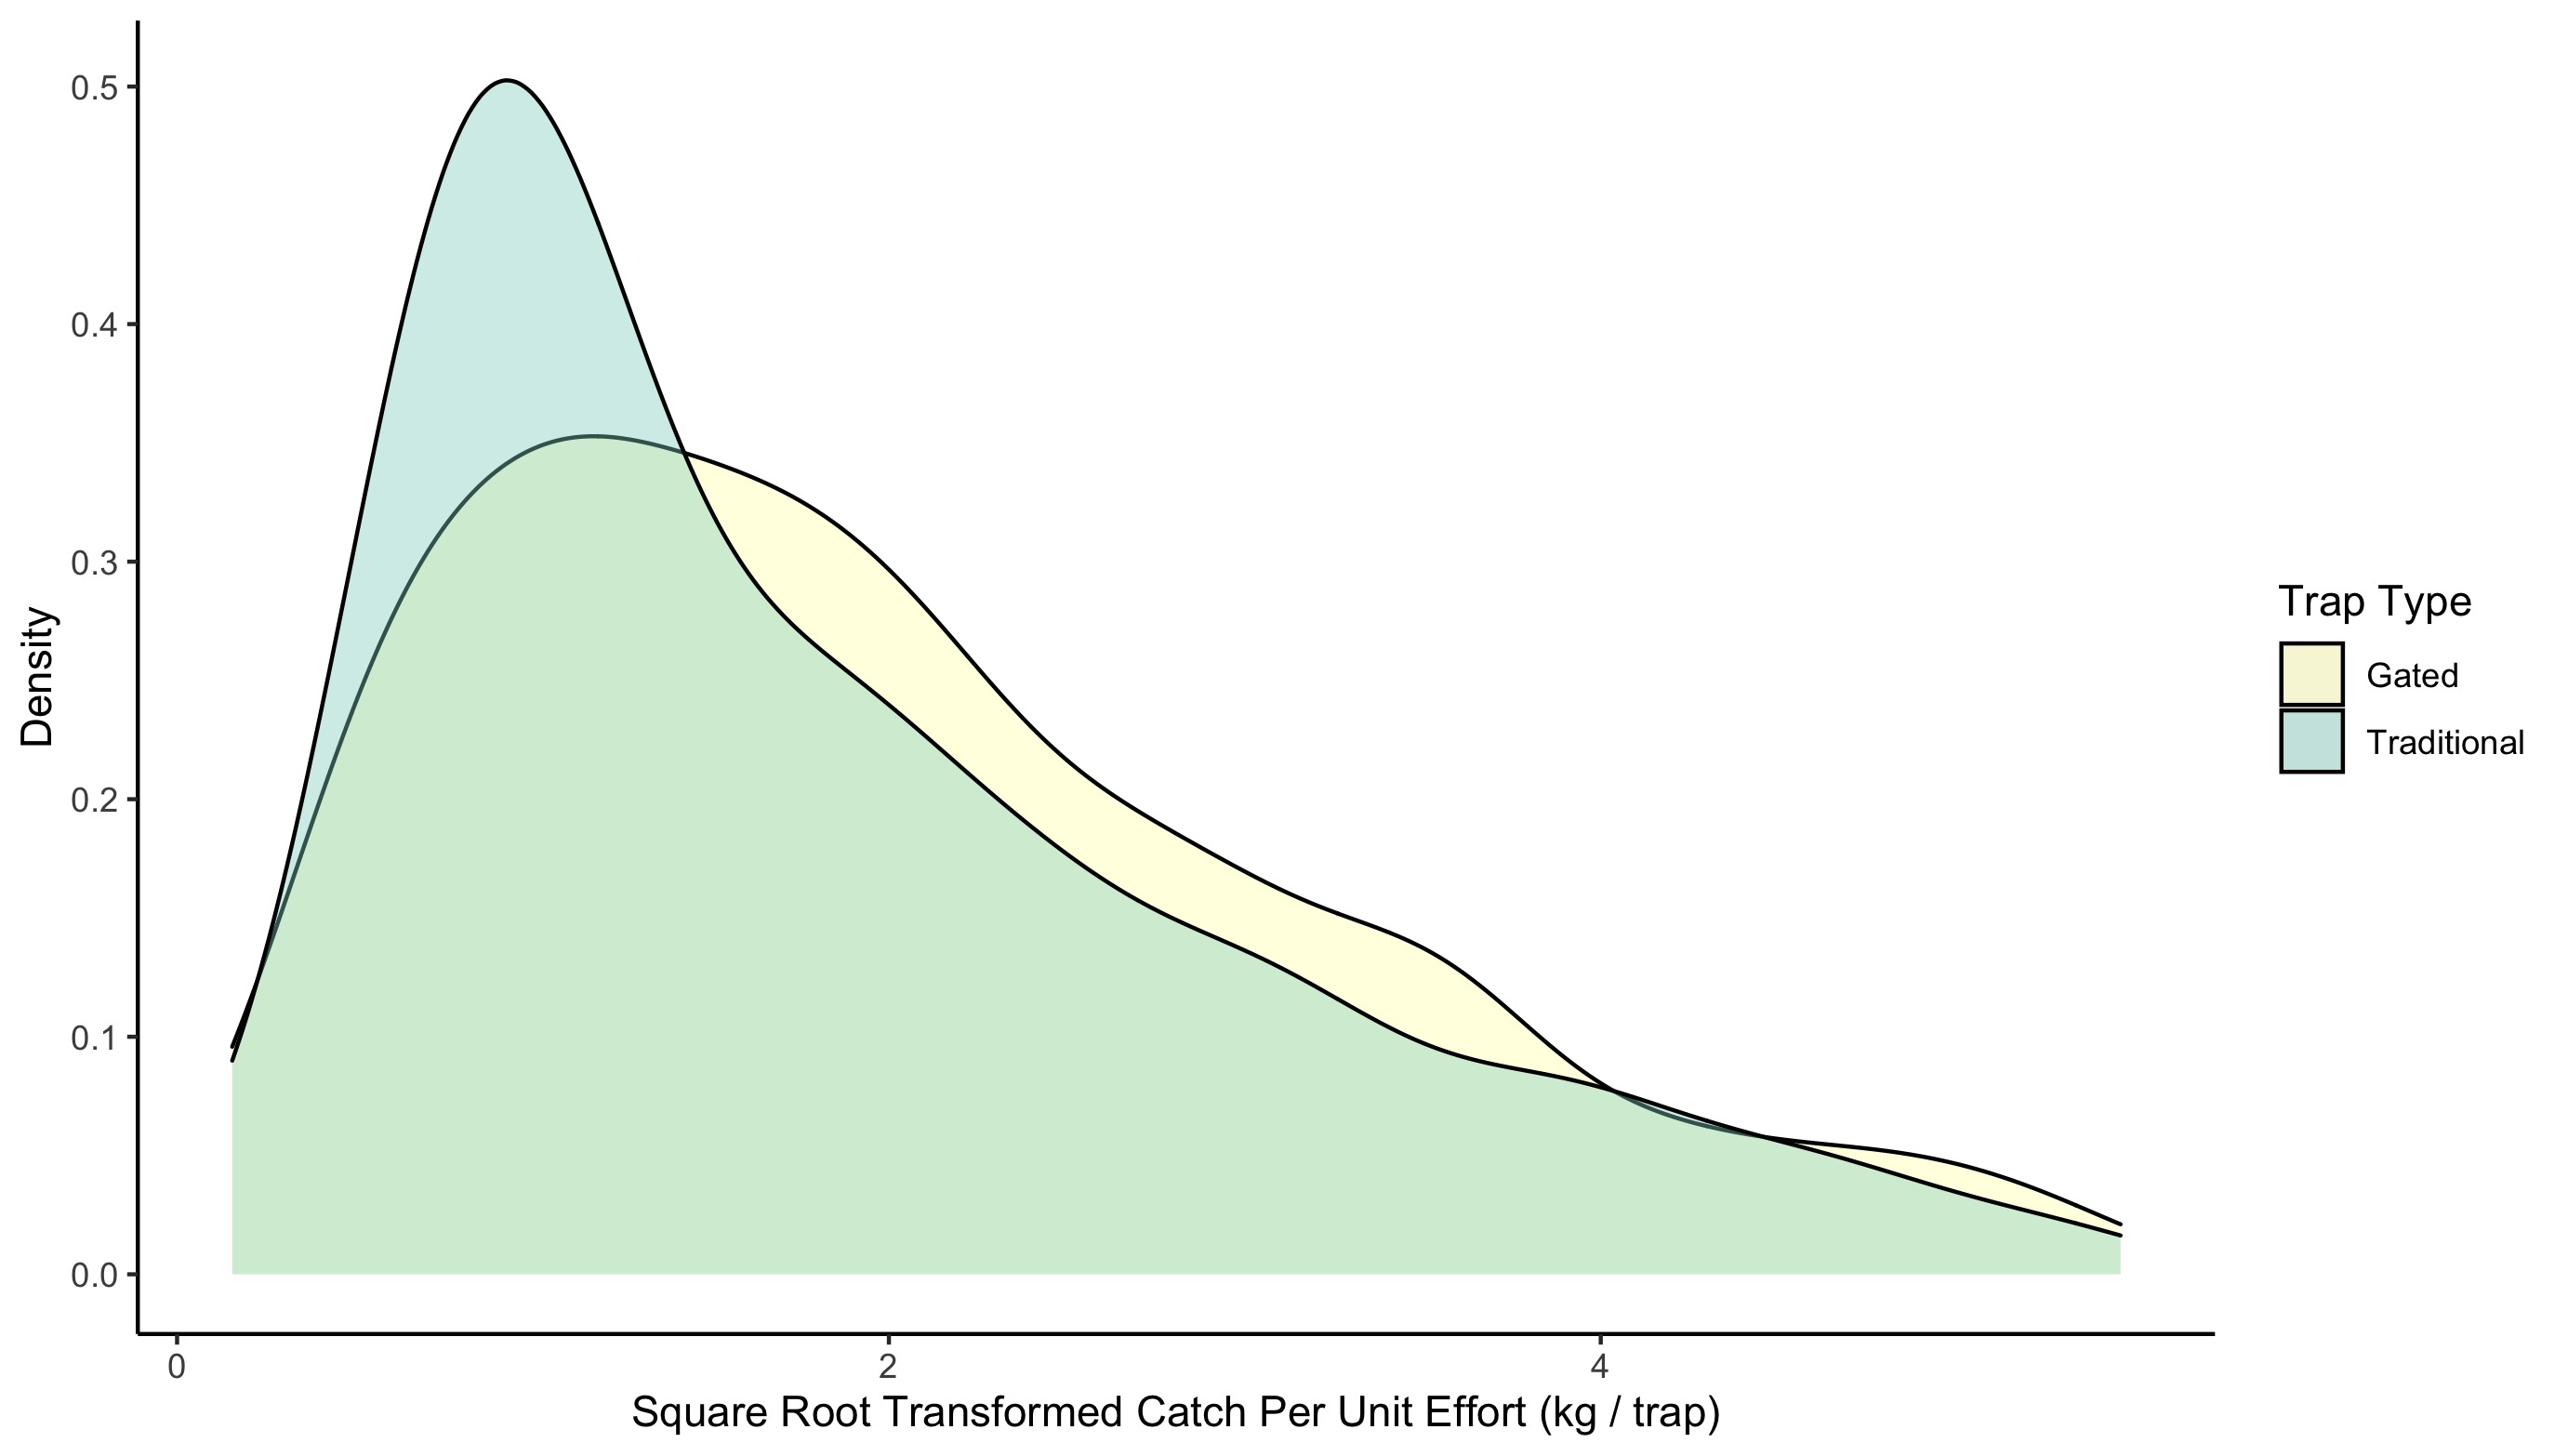 0.5
0.4
0.3
0.2
0.1
0.0
Density
0
2
4
Square Root Transformed Catch Per Unit Effort (kg / trap)
Trap Type
Gated
Traditional